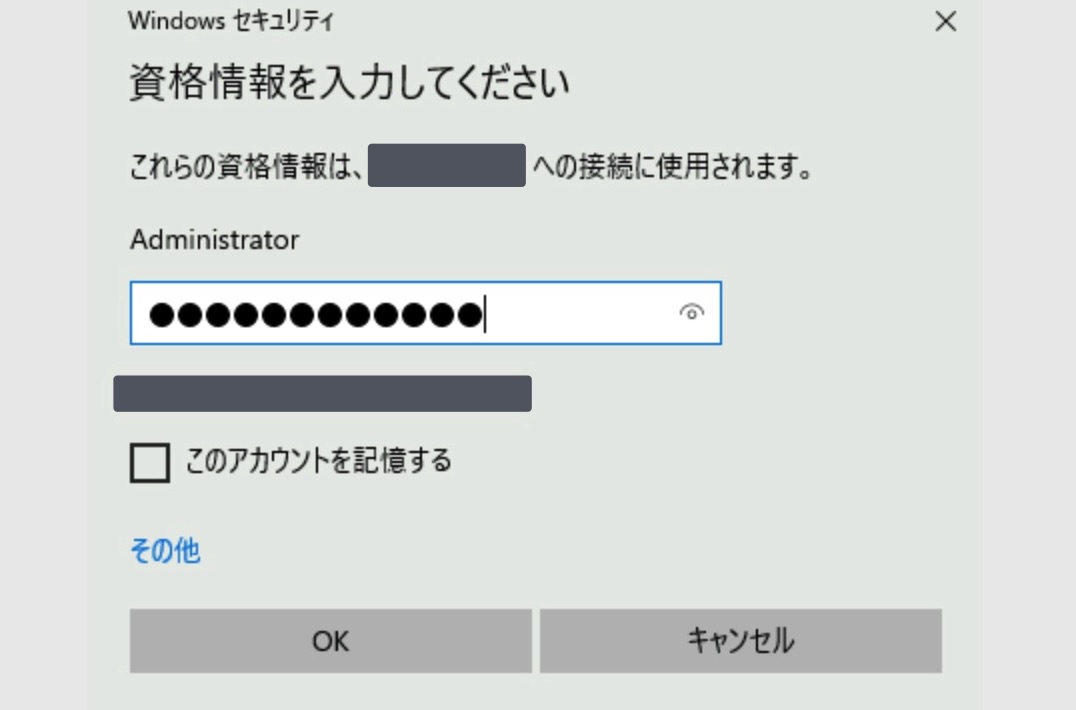 Windows セキュリティ
資格情報を入力してください
これらの資格情報は、 への接続に使用されます。
Administrator
●●●●●●●●●●●●
このアカウントを記憶する
その他
OK
キャンセル